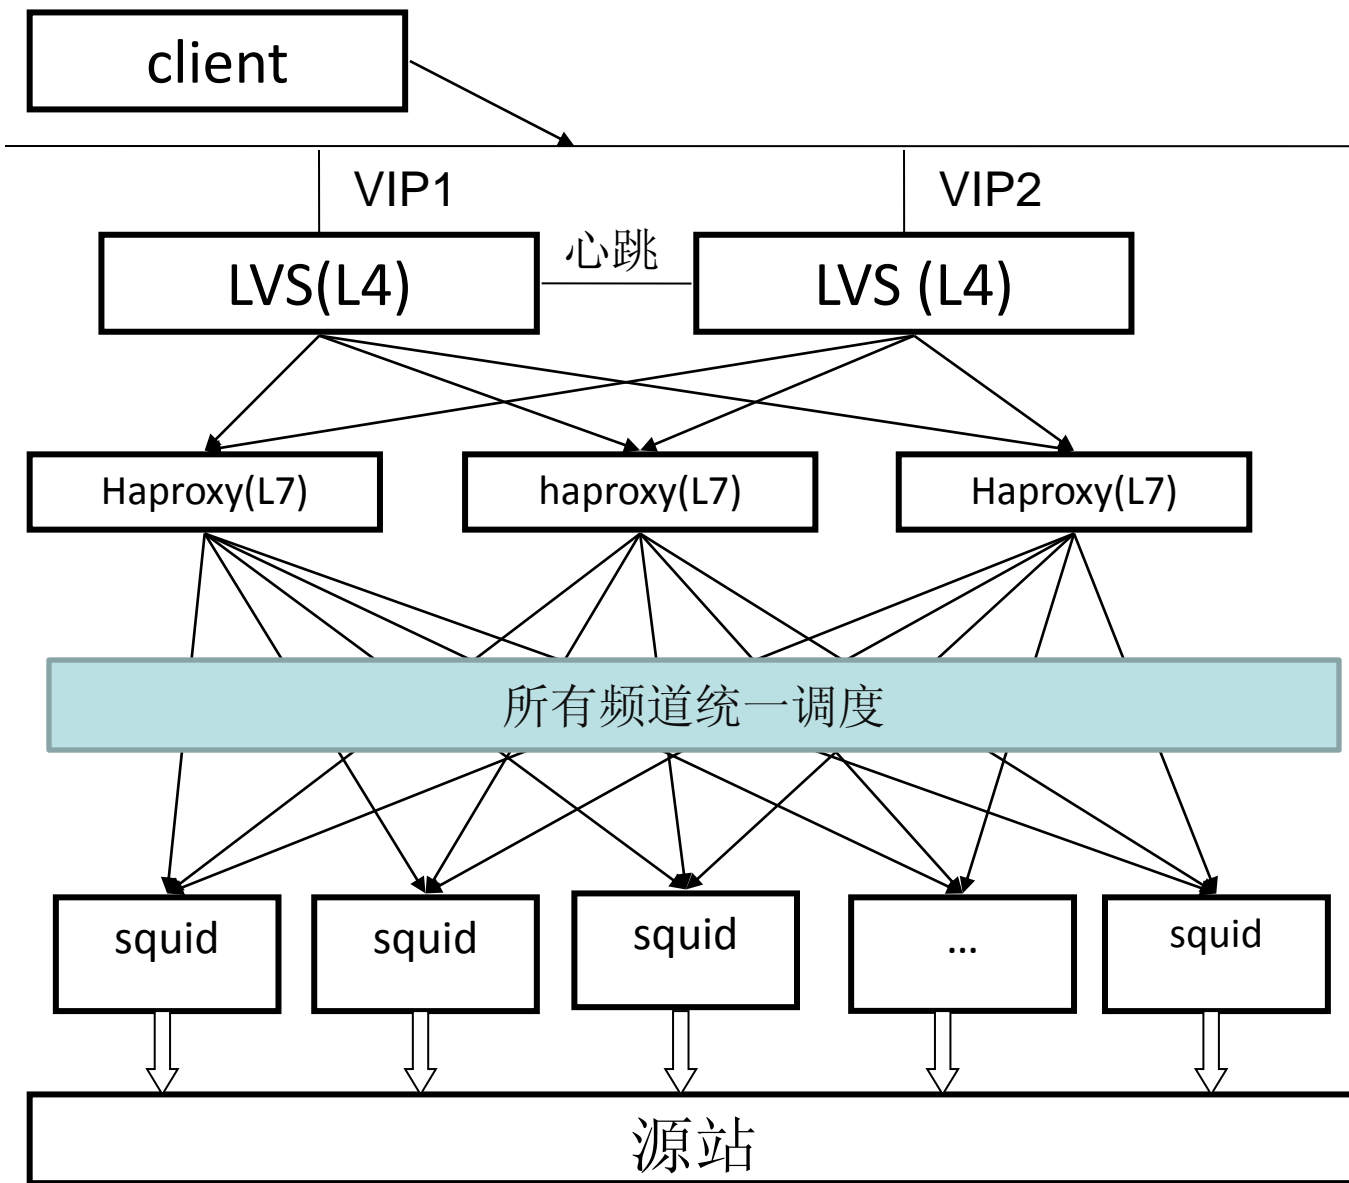 client
VIP1
VIP2
心跳
LVS(L4)
LVS (L4)
Haproxy(L7)
haproxy(L7)
Haproxy(L7)
所有频道统一调度
squid
squid
squid
...
squid
源站